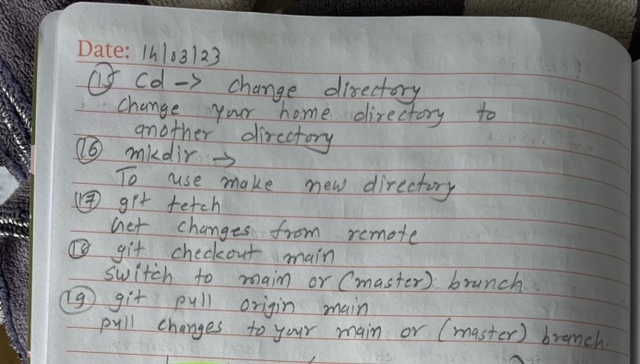 Date: 14/03/23
(15) cd -> change directory
change your home directory to
another directory
(16) mkdir ->
To use make new directory
(17) git fetch
Get changes from remote
(18) git checkout main
switch to main or (master) branch.
(19) git pull origin main
pull changes to your main or (master) branch.